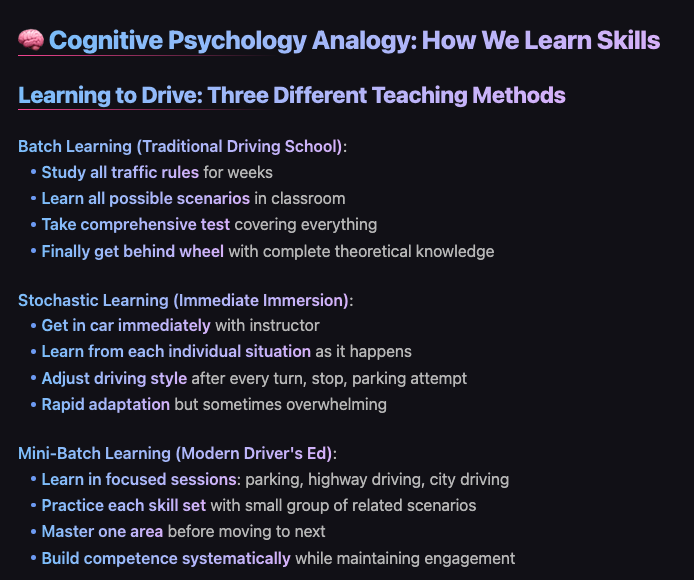 🧠 Cognitive Psychology Analogy: How We Learn Skills
Learning to Drive: Three Different Teaching Methods
Batch Learning (Traditional Driving School):
• Study all traffic rules for weeks
• Learn all possible scenarios in classroom
• Take comprehensive test covering everything
• Finally get behind wheel with complete theoretical knowledge
Stochastic Learning (Immediate Immersion):
• Get in car immediately with instructor
• Learn from each individual situation as it happens
• Adjust driving style after every turn, stop, parking attempt
• Rapid adaptation but sometimes overwhelming
Mini-Batch Learning (Modern Driver's Ed):
• Learn in focused sessions: parking, highway driving, city driving
• Practice each skill set with small group of related scenarios
• Master one area before moving to next
• Build competence systematically while maintaining engagement